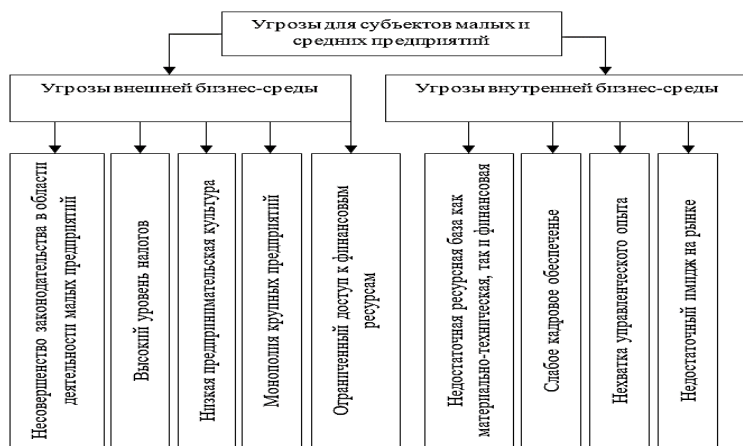 Угрозы для субъектов малых и
средних предприятий
Угрозы внешней бизнес-среды
Угрозы внутренней бизнес-среды
Несовершенство законодательства в области
деятельности малых предприятий
Высокий уровень налогов
Низкая предпринимательская культура
Монополия крупных предприятий
Ограниченный доступ к финансовым
ресурсам
Недостаточная ресурсная база как
материально-техническая, так и финансовая
Слабое кадровое обеспеченье
Нехватка управленческого опыта
Недостаточный имидж на рынке